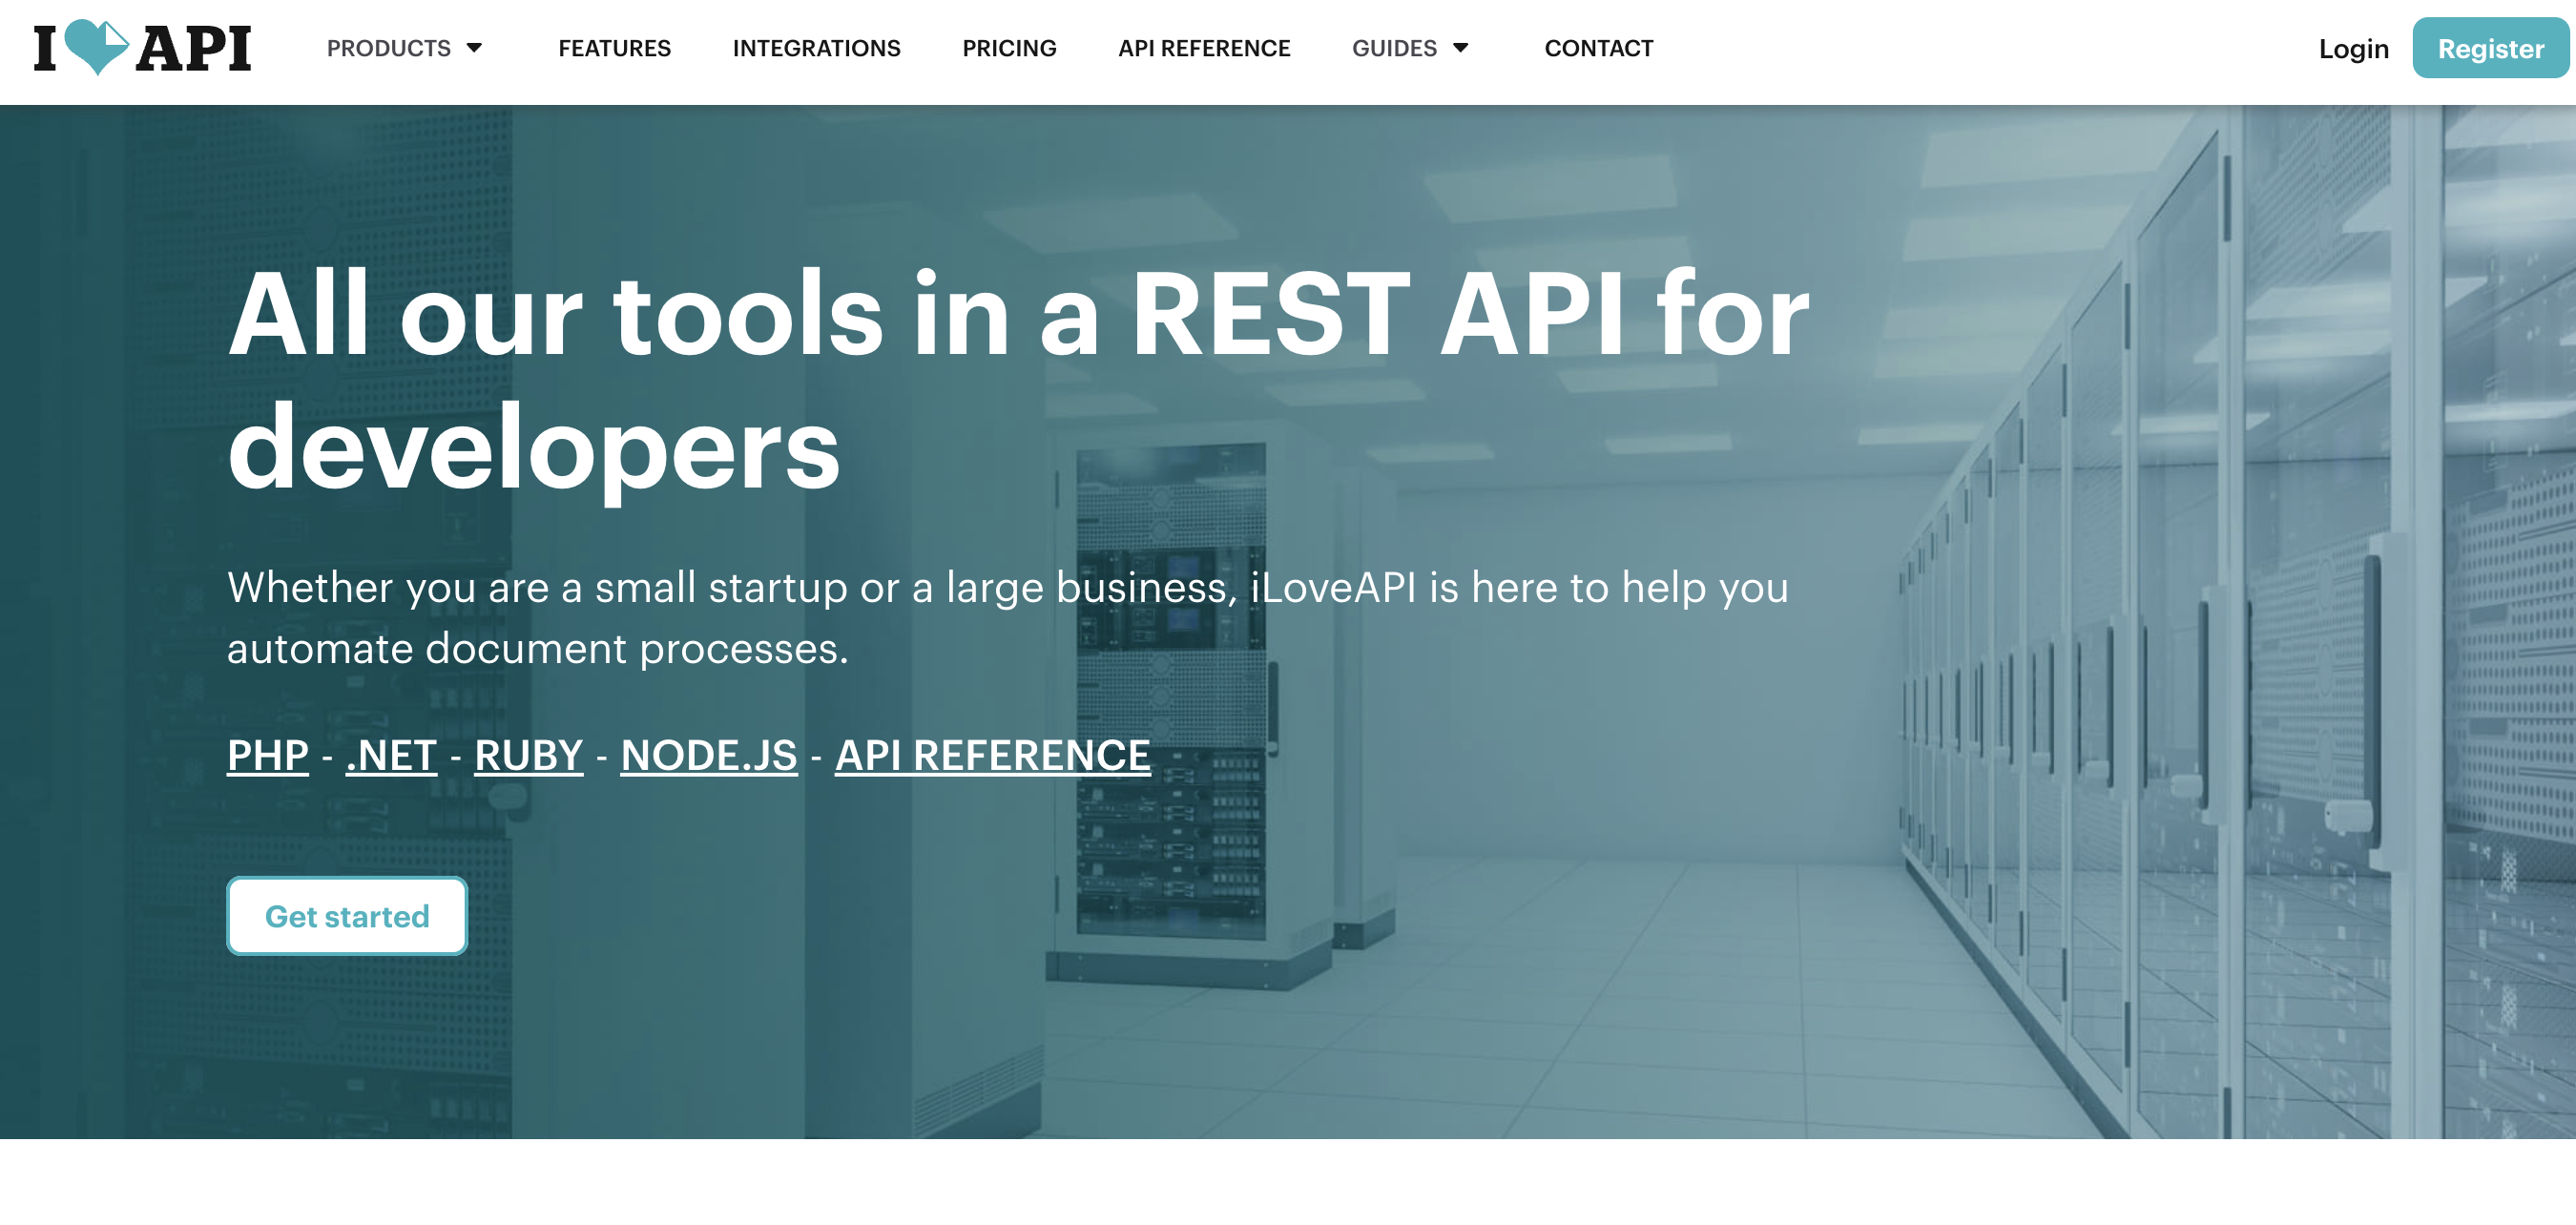 I API
PRODUCTS
FEATURES
INTEGRATIONS
PRICING
API REFERENCE
GUIDES
CONTACT
Login
Register
All our tools in a REST API for
developers
Whether you are a small startup or a large business, iLoveAPI is here to help you
automate document processes.
PHP - .NET - RUBY - NODE.JS - API REFERENCE
Get started